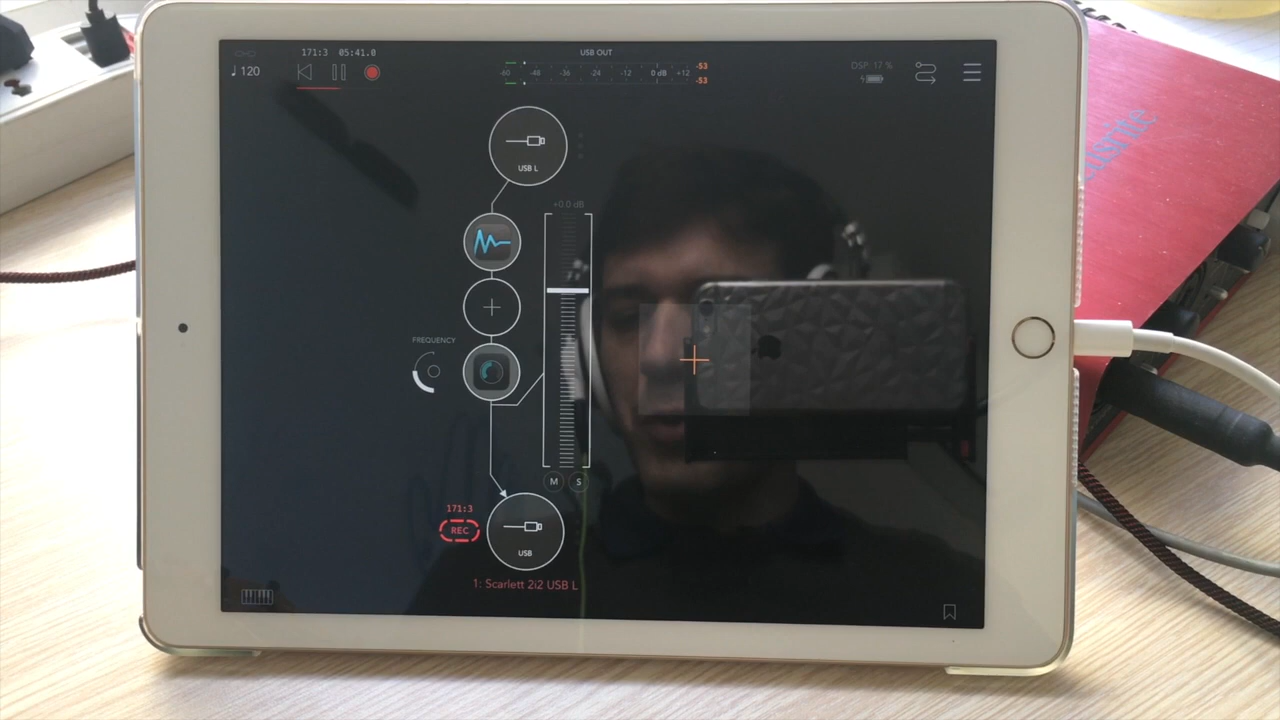 171:3 05:41.0
USB OUT
♩120
-60 -48 -36 -24 -12 0 dB +12
-53
-53
DSP: 17 %
USB L
+0.0 dB
FREQUENCY
M S
171:3
REC
USB
1: Scarlett 2i2 USB L